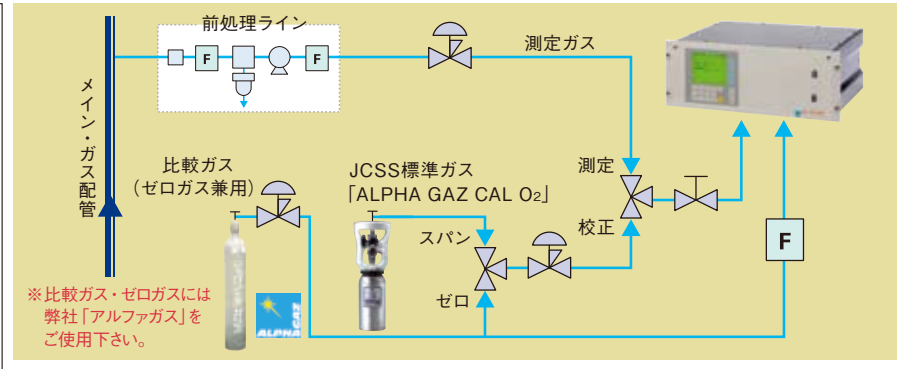 前処理ライン
F
F
測定ガス
メイン・ガス配管
比較ガス
(ゼロガス兼用)
JCSS標準ガス
「ALPHA GAZ CAL O₂」
測定
校正
スパン
ゼロ
F
※比較ガス・ゼロガスには
弊社「アルファガス」を
ご使用下さい。
ALPHAGAZ